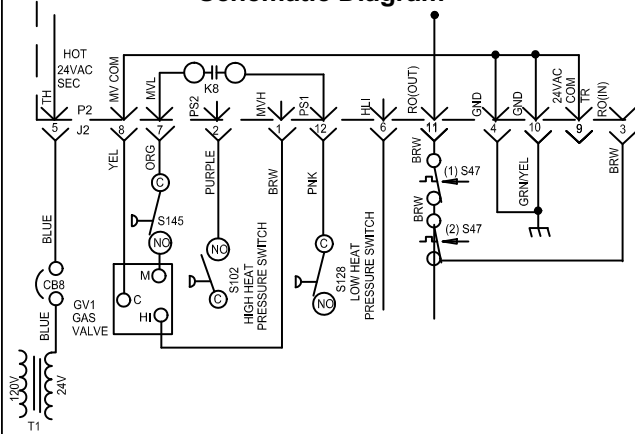 Schematic Diagram
HOT
24VAC
SEC
TH
MV COM
MVL
K8
PS2
MVH
PS1
HLI
RO(OUT)
GND
GND
24VAC
COM
TR
RO(IN)
P2
J2
5
8
7
2
1
12
6
11
4
10
9
3
YEL
ORG
PURPLE
BRW
PNK
BRW
GRN/YEL
BRW
(1) S47
BRW
(2) S47
BLUE
C
S145
NO
NO
C
S102
HIGH HEAT
PRESSURE SWITCH
C
S128
NO
LOW HEAT
PRESSURE SWITCH
CB8
BLUE
GV1
GAS
VALVE
M
C
HI
120V
24V
T1